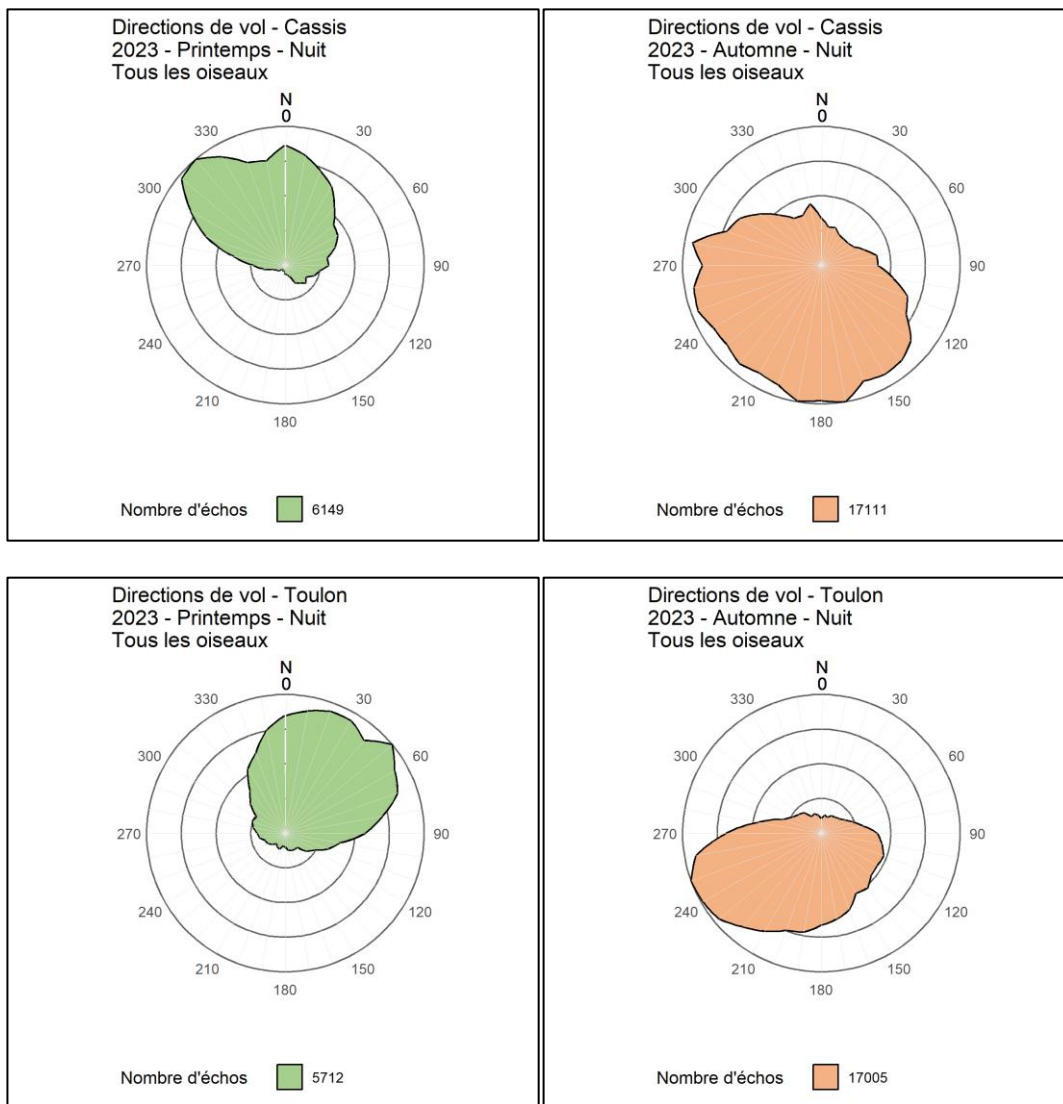 Directions de vol - Cassis
2023 - Printemps - Nuit
Tous les oiseaux
N
0
330
30
300
60
270
90
240
120
210
150
180
Nombre d'échos 6149
Directions de vol - Cassis
2023 - Automne - Nuit
Tous les oiseaux
N
0
330
30
300
60
270
90
240
120
210
150
180
Nombre d'échos 17111
Directions de vol - Toulon
2023 - Printemps - Nuit
Tous les oiseaux
N
0
330
30
300
60
270
90
240
120
210
150
180
Nombre d'échos 5712
Directions de vol - Toulon
2023 - Automne - Nuit
Tous les oiseaux
N
0
330
30
300
60
270
90
240
120
210
150
180
Nombre d'échos 17005